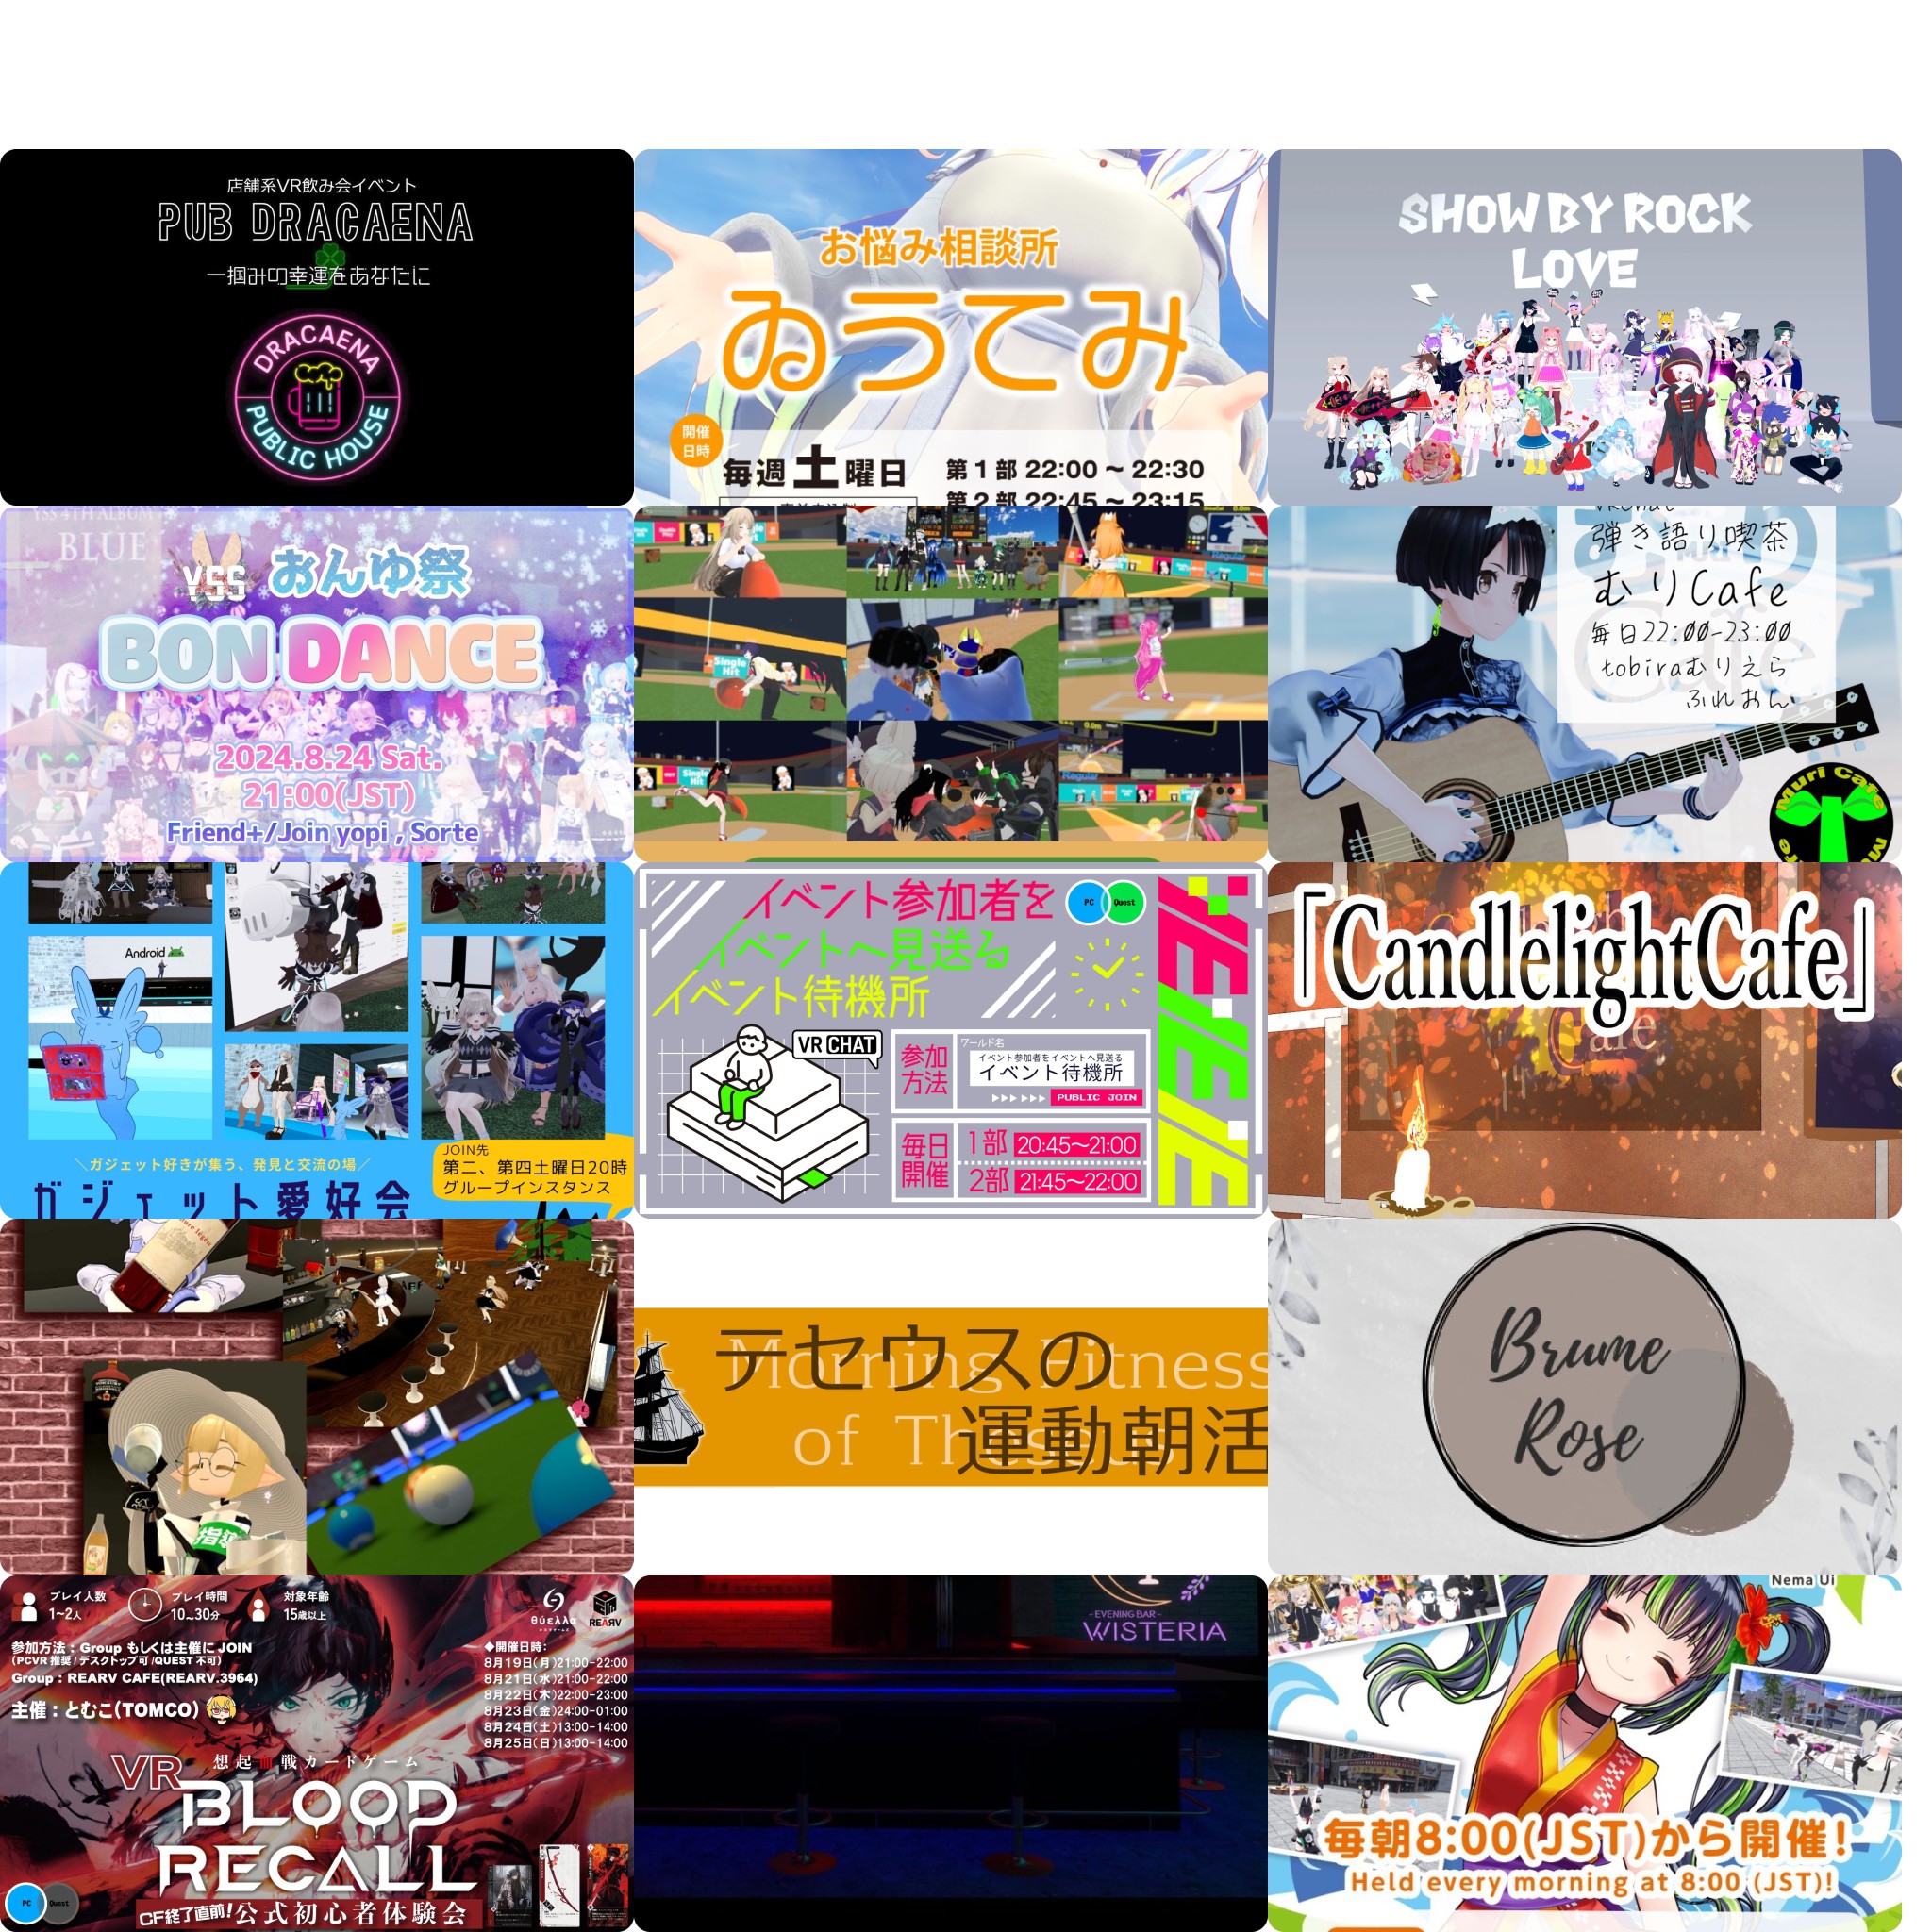 店舗系VR飲み会イベント
PUB DRACAENA
一掴みの幸運をあなたに
DRACAENA
PUBLIC HOUSE
お悩み相談所
ゐうてみ
開催
日時
毎週土曜日
第1部 22:00 ~ 22:30
第2部 22:45 ~ 23:15
SHOW BY ROCK
LOVE
YSS 4TH ALBUM
BLUE
YSS
おんゆ祭
BON DANCE
2024.8.24 Sat.
21:00(JST)
Friend+/Join yopi , Sorte
Single
Hit
Single
Hit
Regular
Regular
弾き語り喫茶
むりCafe
毎日22:00-23:00
tobiraむりえら
ふれおん
Muri Cafe
Android
＼ガジェット好きが集う、発見と交流の場／
ガジェット愛好会
JOIN先
第二、第四土曜日20時
グループインスタンス
イベント参加者を
イベントへ見送る
イベント待機所
PC
Quest
VRCHAT
参加
方法
ワールド名
イベント参加者をイベントへ見送る
イベント待機所
PUBLIC JOIN
毎日
開催
1部 20:45〜21:00
2部 21:45〜22:00
「CandlelightCafe」
Cafe
指導
テセウスの
運動朝活
Morning Fitness
of Theseus
Brume
Rose
プレイ人数
1~2人
プレイ時間
10~30分
対象年齢
15歳以上
θύελλα
REARV
参加方法：Group もしくは主催に JOIN
（PCVR 推奨 / デスクトップ可 /QUEST 不可）
Group：REARV CAFE(REARV.3964)
主催：とむこ(TOMCO)
◆開催日時：
8月19日(月)21:00-22:00
8月21日(水)21:00-22:00
8月22日(木)22:00-23:00
8月23日(金)24:00-01:00
8月24日(土)13:00-14:00
8月25日(日)13:00-14:00
想起血戦カードゲーム
VR
BLOOD
RECALL
CF終了直前!公式初心者体験会
PC
Quest
-EVENING BAR-
WISTERIA
Nema Ui
毎朝8:00(JST)から開催!
Held every morning at 8:00 (JST)!